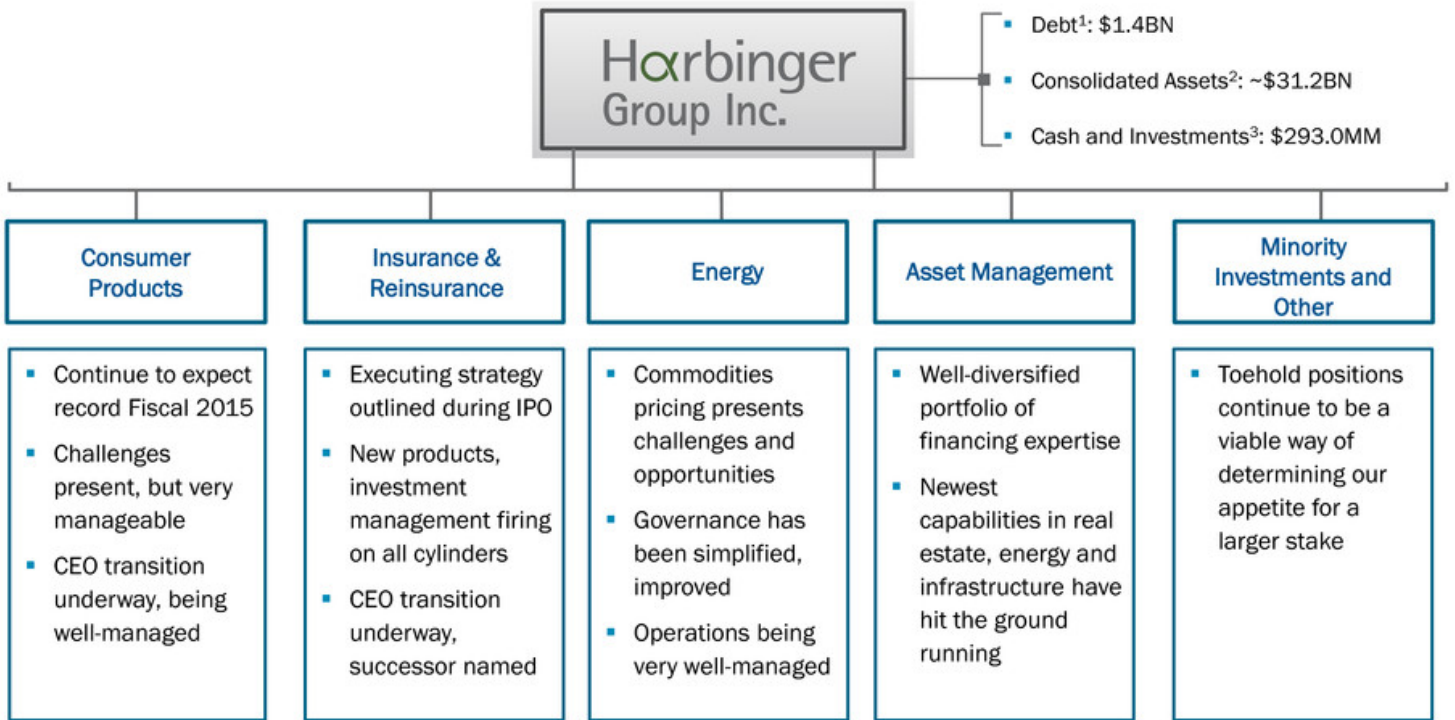 Harbinger
Group Inc.
▪ Debt¹: $1.4BN
▪ Consolidated Assets²: ~$31.2BN
▪ Cash and Investments³: $293.0MM
Consumer
Products
▪ Continue to expect
record Fiscal 2015
▪ Challenges
present, but very
manageable
▪ CEO transition
underway, being
well-managed
Insurance &
Reinsurance
▪ Executing strategy
outlined during IPO
▪ New products,
investment
management firing
on all cylinders
▪ CEO transition
underway,
successor named
Energy
▪ Commodities
pricing presents
challenges and
opportunities
▪ Governance has
been simplified,
improved
▪ Operations being
very well-managed
Asset Management
▪ Well-diversified
portfolio of
financing expertise
▪ Newest
capabilities in real
estate, energy and
infrastructure have
hit the ground
running
Minority
Investments and
Other
▪ Toehold positions
continue to be a
viable way of
determining our
appetite for a
larger stake